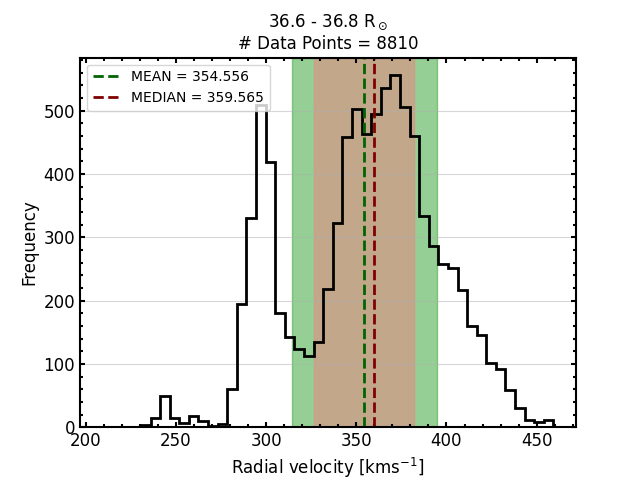 36.6 - 36.8 R⊙
# Data Points = 8810
MEAN = 354.556
MEDIAN = 359.565
Frequency
500
400
300
200
100
0
200 250 300 350 400 450
Radial velocity [kms⁻¹]